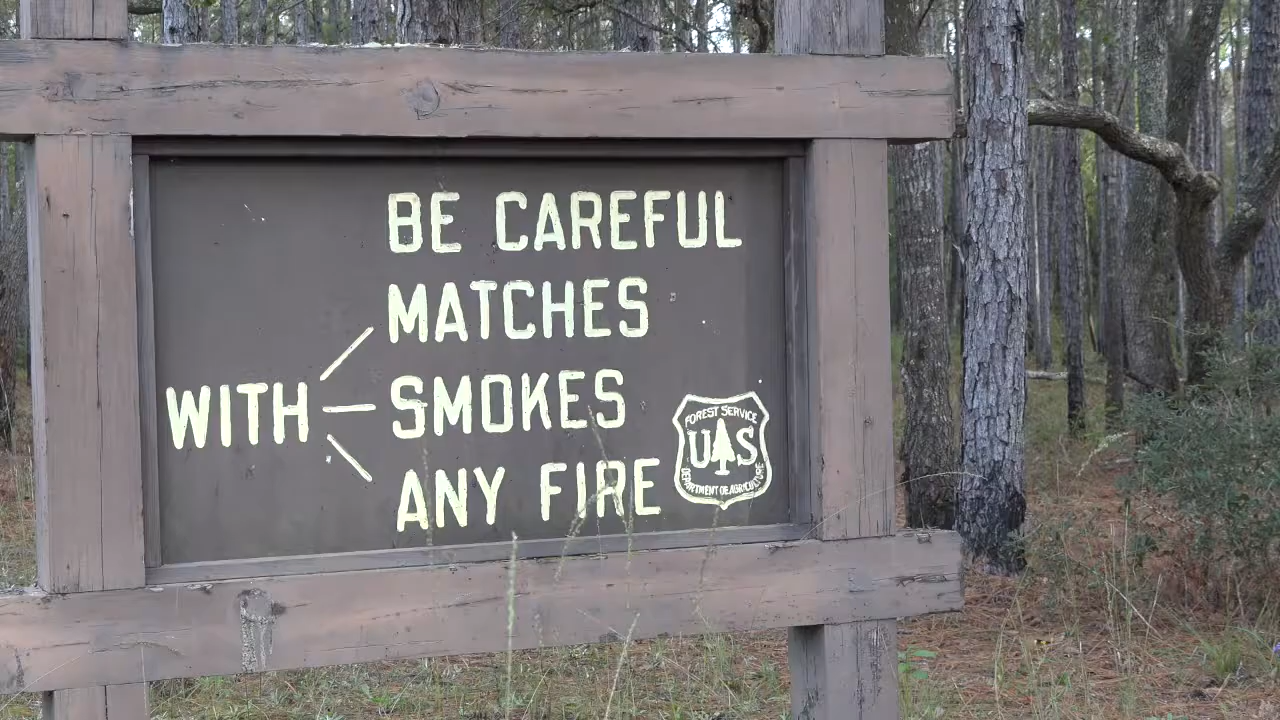 BE CAREFUL
MATCHES
WITH SMOKES
ANY FIRE
FOREST SERVICE
U S
DEPARTMENT OF AGRICULTURE